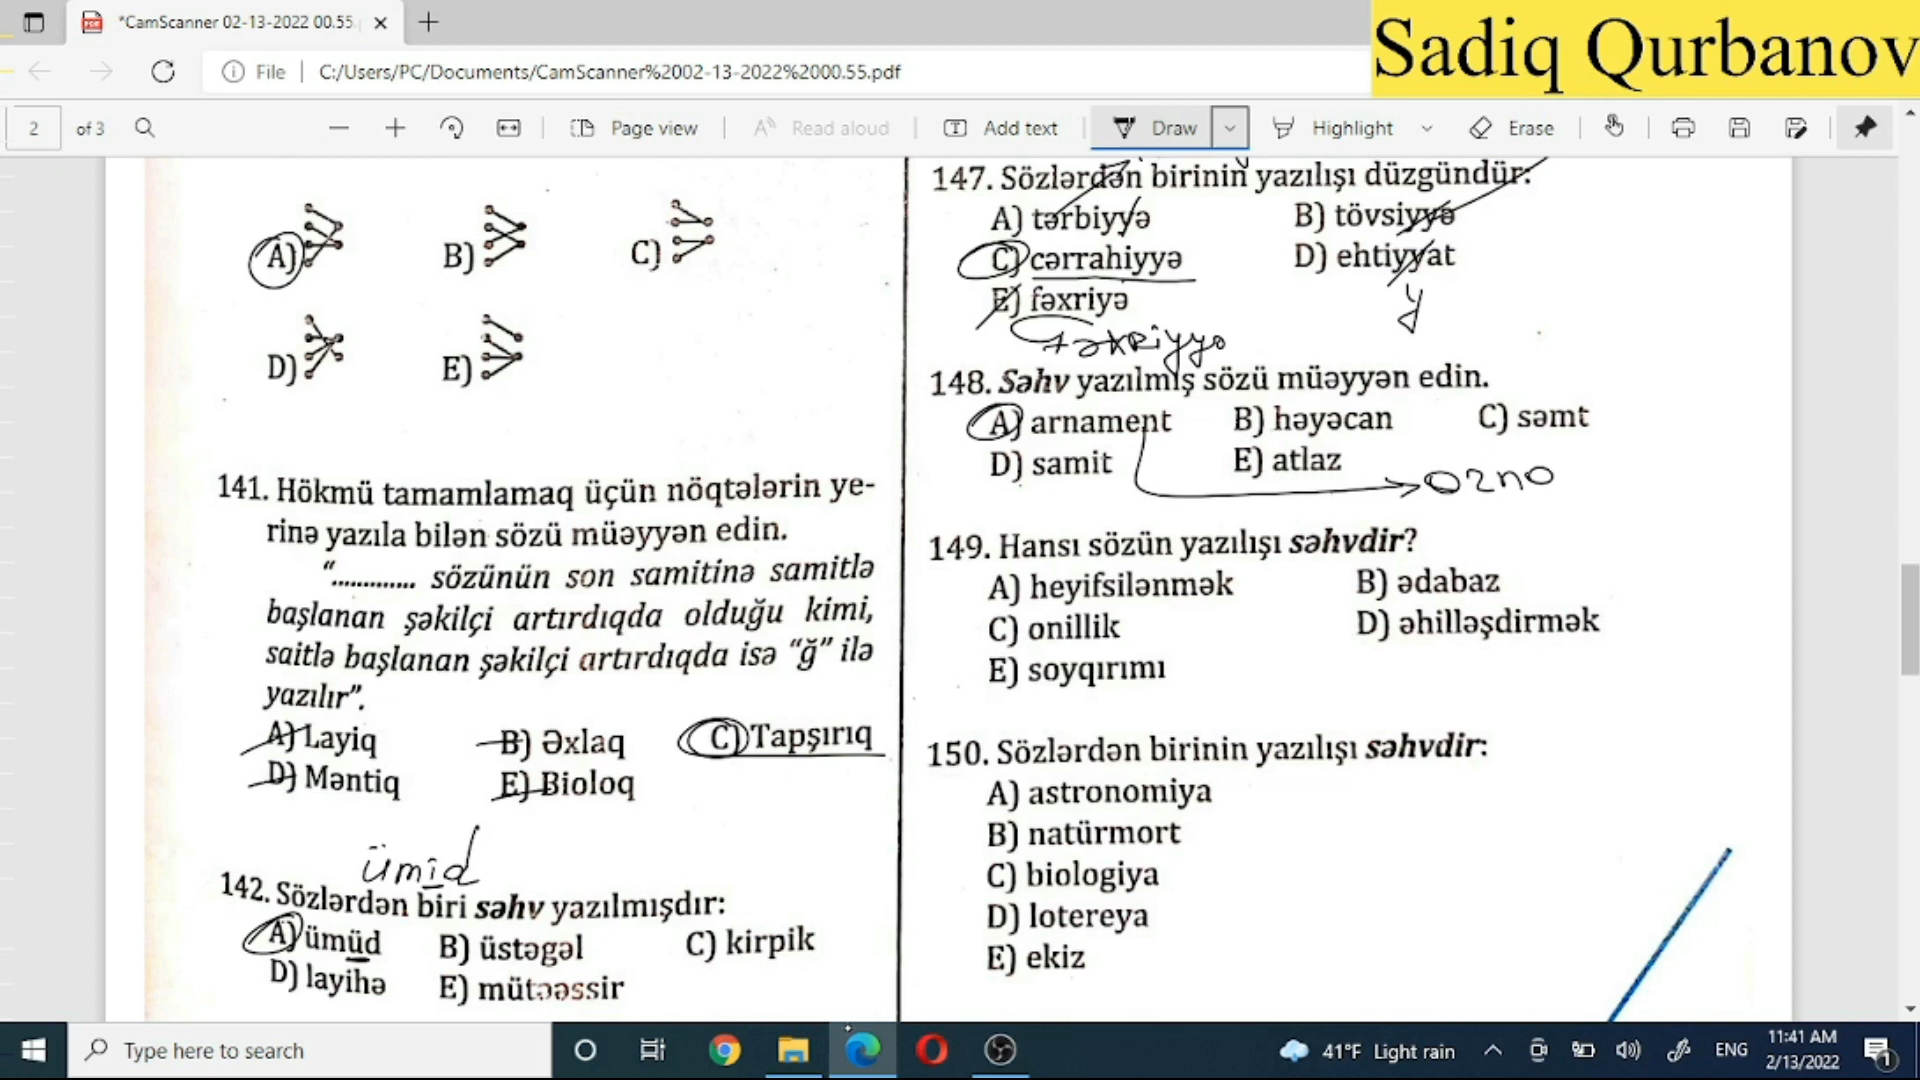 *CamScanner 02-13-2022 00.55.
Sadiq Qurbanov
File
C:/Users/PC/Documents/CamScanner%2002-13-2022%2000.55.pdf
2 of 3
Page view
Read aloud
Add text
Draw
Highlight
Erase
A)
B)
C)
D)
E)
141. Hökmü tamamlamaq üçün nöqtələrin ye-
rinə yazıla bilən sözü müəyyən edin.
“............. sözünün son samitinə samitlə
başlanan şəkilçi artırdıqda olduğu kimi,
saitlə başlanan şəkilçi artırdıqda isə “ğ” ilə
yazılır”.
A) Layiq B) Əxlaq C) Tapşırıq
D) Məntiq E) Bioloq
ümid
142. Sözlərdən biri səhv yazılmışdır:
A) ümüd B) üstəgəl C) kirpik
D) layihə E) mütəəssir
147. Sözlərdən birinin yazılışı düzgündür:
A) tərbiyyə B) tövsiyyə
C) cərrahiyyə D) ehtiyyat
y
E) fəxriyə
148. Səhv yazılmış sözü müəyyən edin.
A) arnament B) həyəcan C) səmt
D) samit E) atlaz
149. Hansı sözün yazılışı səhvdir?
A) heyifsilənmək B) ədabaz
C) onillik D) əhilləşdirmək
E) soyqırımı
150. Sözlərdən birinin yazılışı səhvdir:
A) astronomiya
B) natürmort
C) biologiya
D) lotereya
E) ekiz
Type here to search
41°F Light rain
ENG
11:41 AM
2/13/2022
1